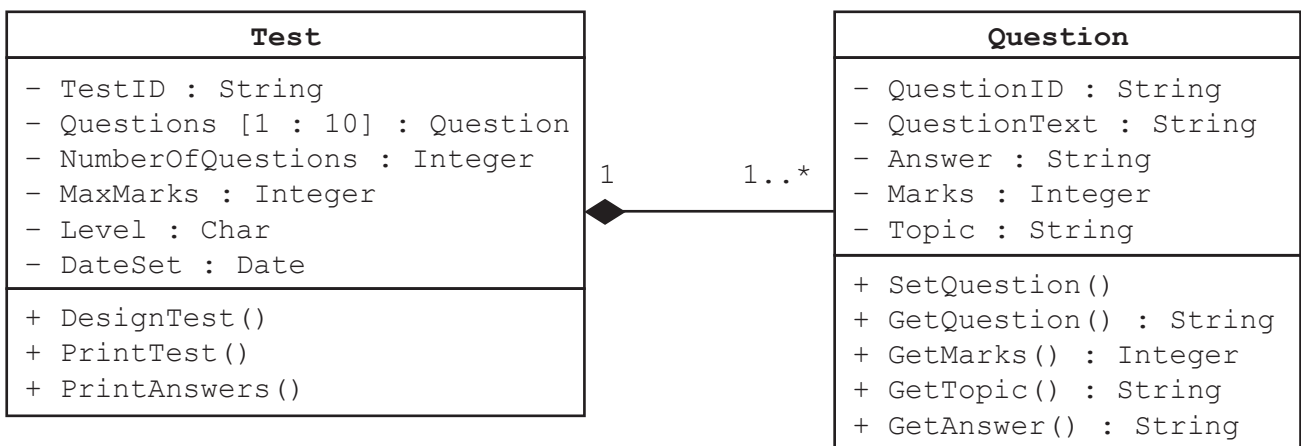 Test
– TestID : String
– Questions [1 : 10] : Question
– NumberOfQuestions : Integer
– MaxMarks : Integer
– Level : Char
– DateSet : Date
+ DesignTest()
+ PrintTest()
+ PrintAnswers()
1
1..*
Question
– QuestionID : String
– QuestionText : String
– Answer : String
– Marks : Integer
– Topic : String
+ SetQuestion()
+ GetQuestion() : String
+ GetMarks() : Integer
+ GetTopic() : String
+ GetAnswer() : String